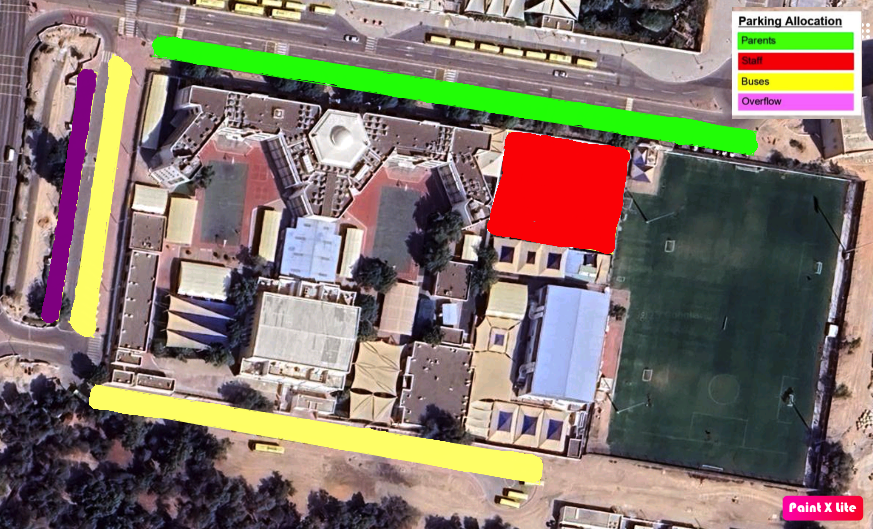 Parking Allocation
Parents
Staff
Buses
Overflow
Paint X Lite